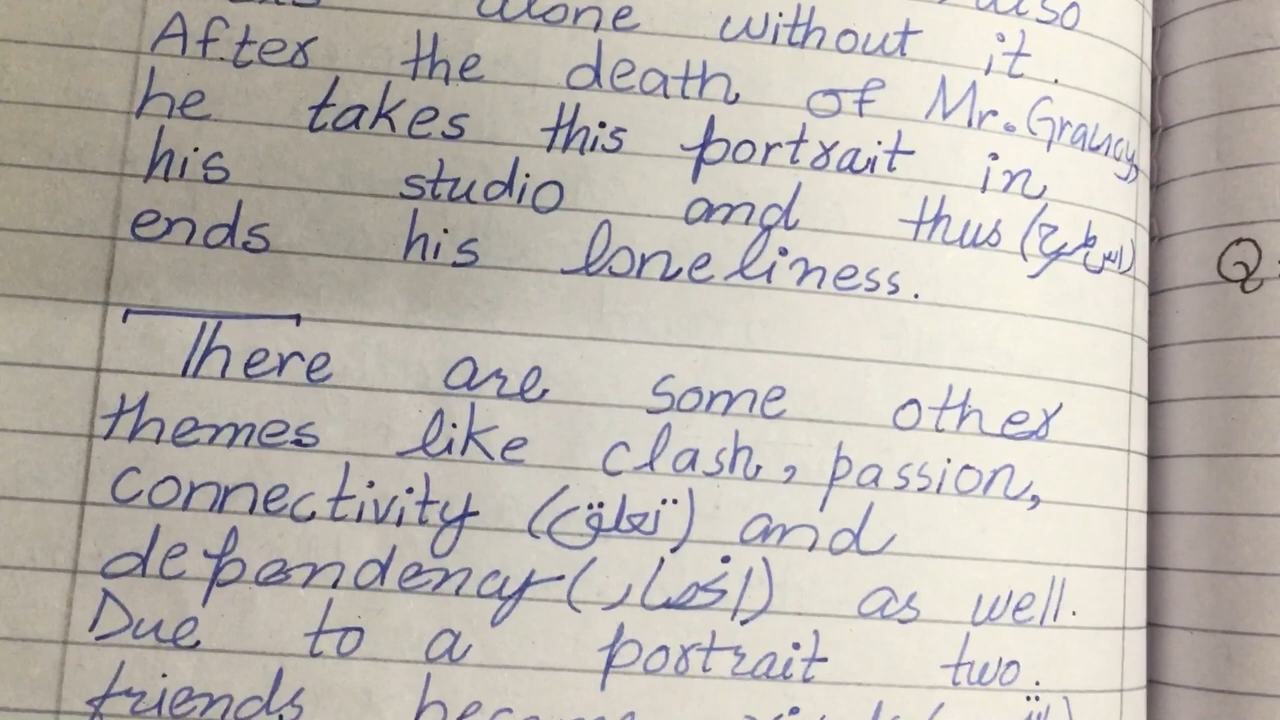 alone without it.
After the death of Mr. Grancy,
he takes this portrait in
his studio and thus (اس طرح)
ends his loneliness.
There are some other
themes like clash, passion,
connectivity (تعلق) and
dependency (انحصار) as well.
Due to a portrait two
friends
Q